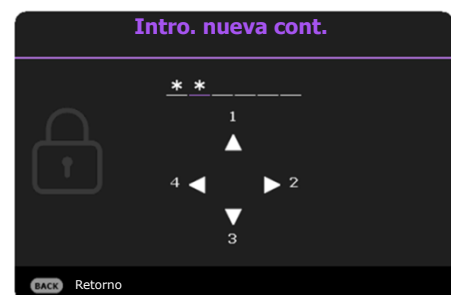 Intro. nueva cont.
* * _ _ _ _
1
4 ◀ ▶ 2
3
BACK Retorno